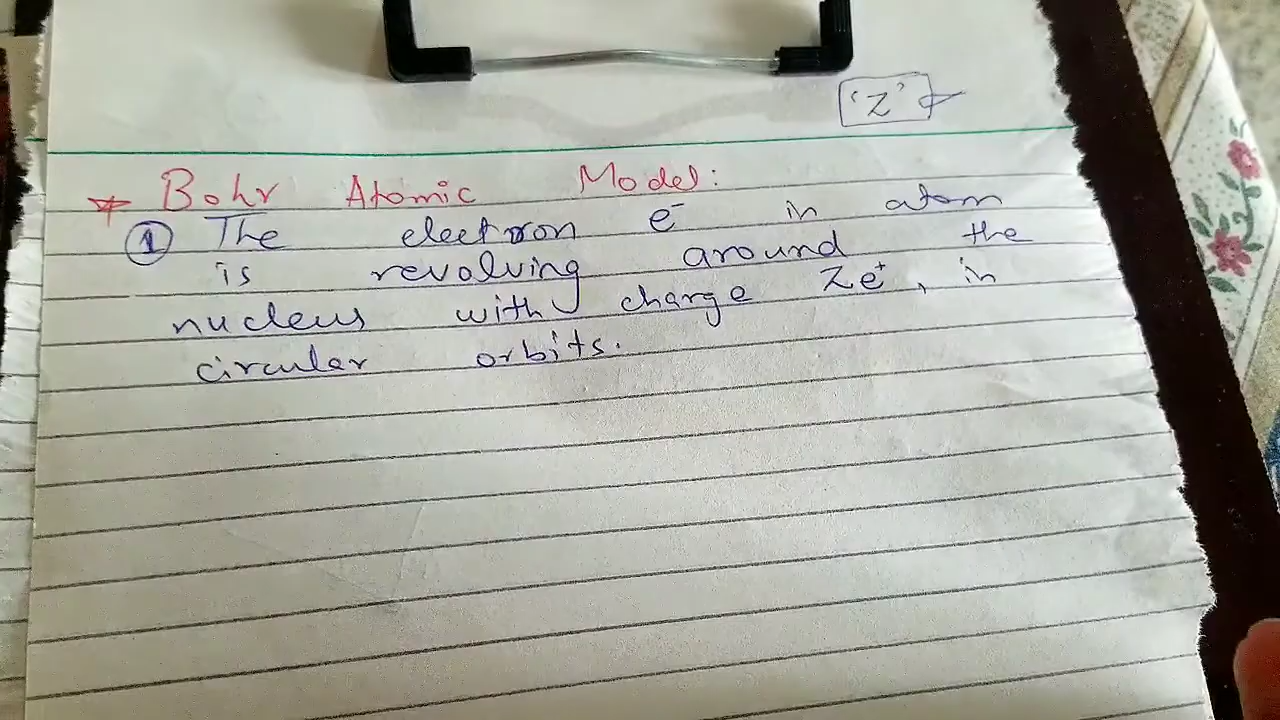 'Z'
* Bohr Atomic Model:
① The electron e⁻ in atom
is revolving around the
nucleus with charge Ze⁺, in
circular orbits.